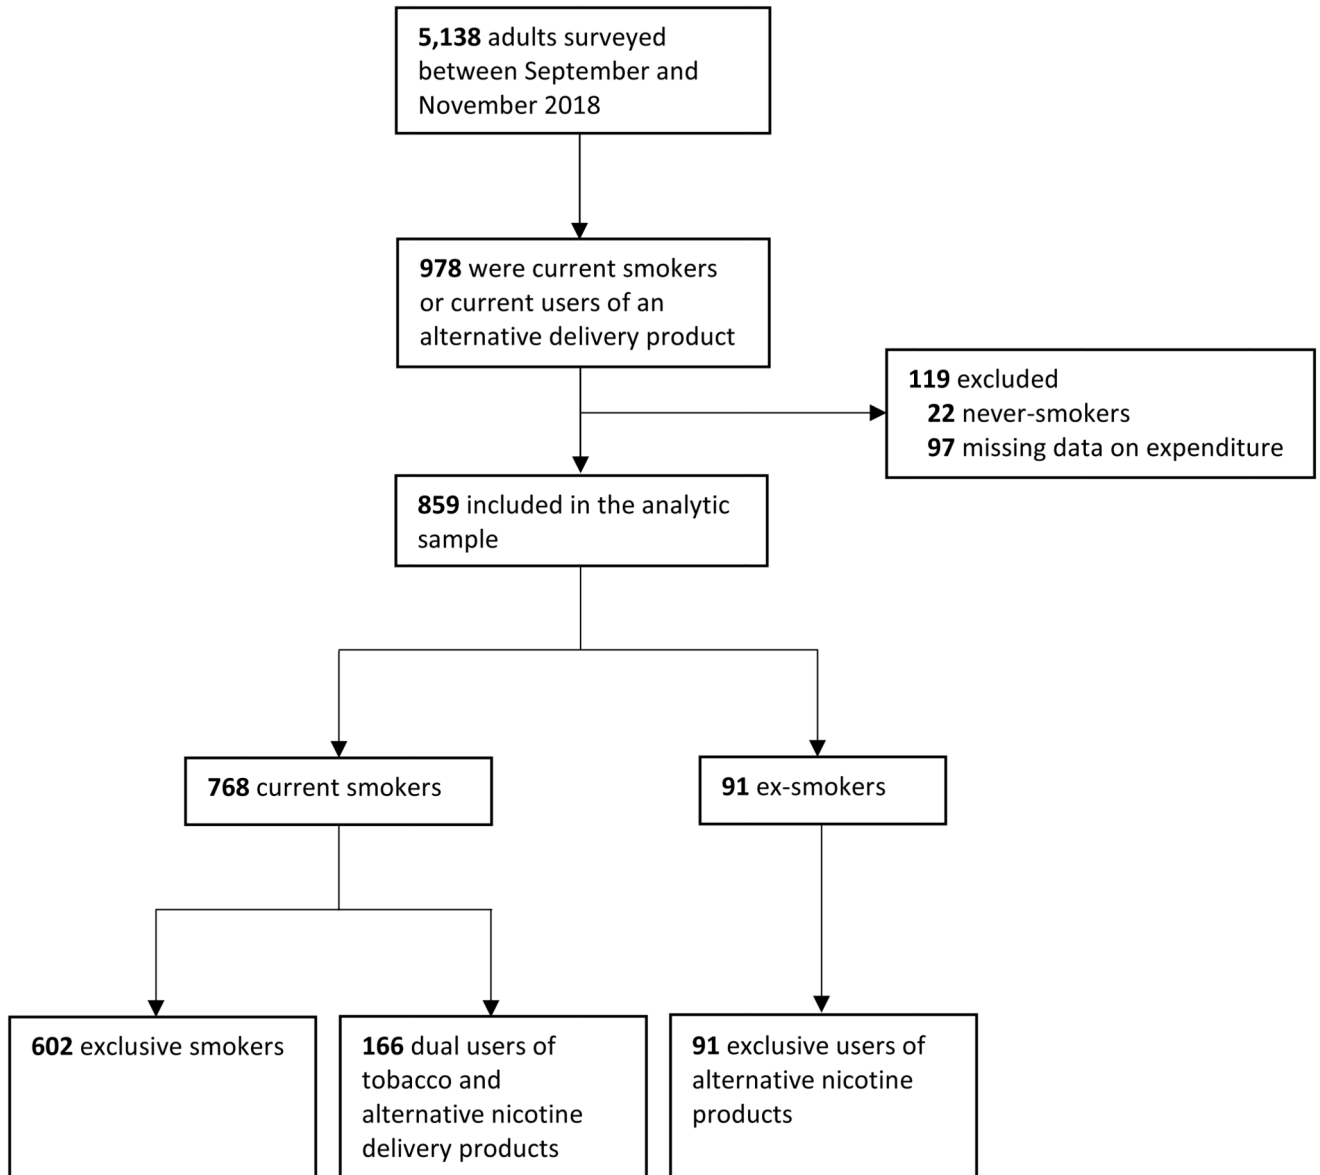 5,138 adults surveyed
between September and
November 2018
978 were current smokers
or current users of an
alternative delivery product
119 excluded
22 never-smokers
97 missing data on expenditure
859 included in the analytic
sample
768 current smokers
91 ex-smokers
602 exclusive smokers
166 dual users of
tobacco and
alternative nicotine
delivery products
91 exclusive users of
alternative nicotine
products